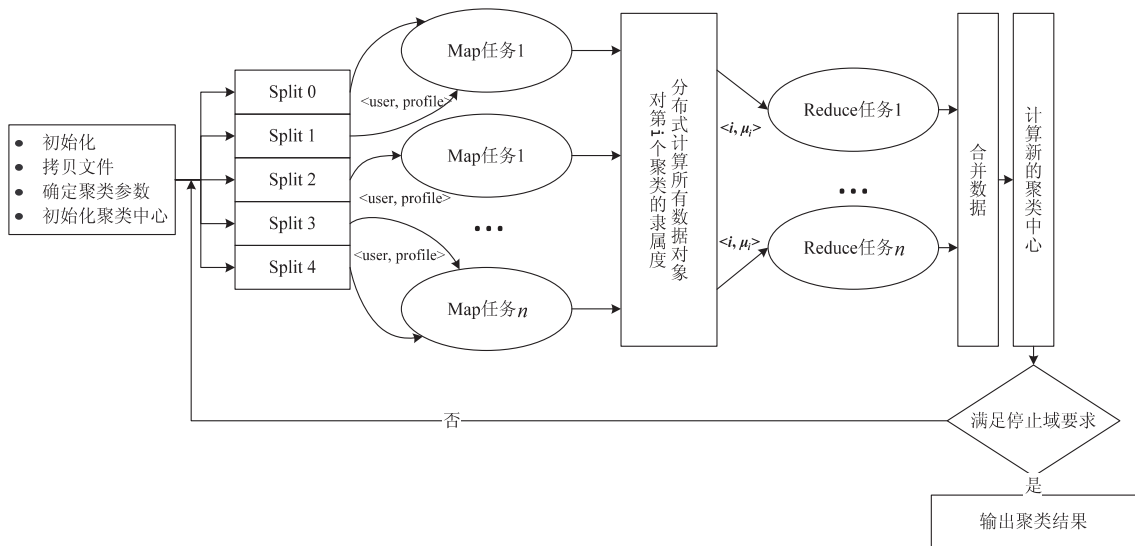 初始化
拷贝文件
确定聚类参数
初始化聚类中心
Split 0
Split 1
Split 2
Split 3
Split 4
<user, profile>
<user, profile>
<user, profile>
Map任务1
Map任务1
...
Map任务n
分布式计算所有数据对象
对第i个聚类的隶属度
<i, μi>
<i, μi>
Reduce任务1
...
Reduce任务n
合并数据
计算新的聚类中心
满足停止域要求
否
是
输出聚类结果